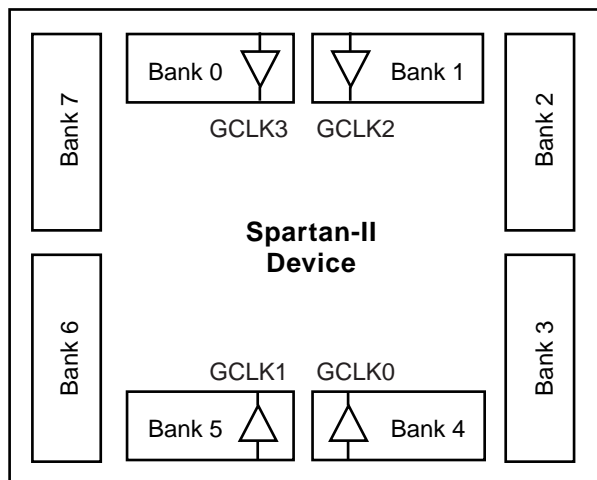 Bank 0
Bank 1
Bank 7
Bank 2
GCLK3
GCLK2
Spartan-II
Device
Bank 6
Bank 3
GCLK1
GCLK0
Bank 5
Bank 4